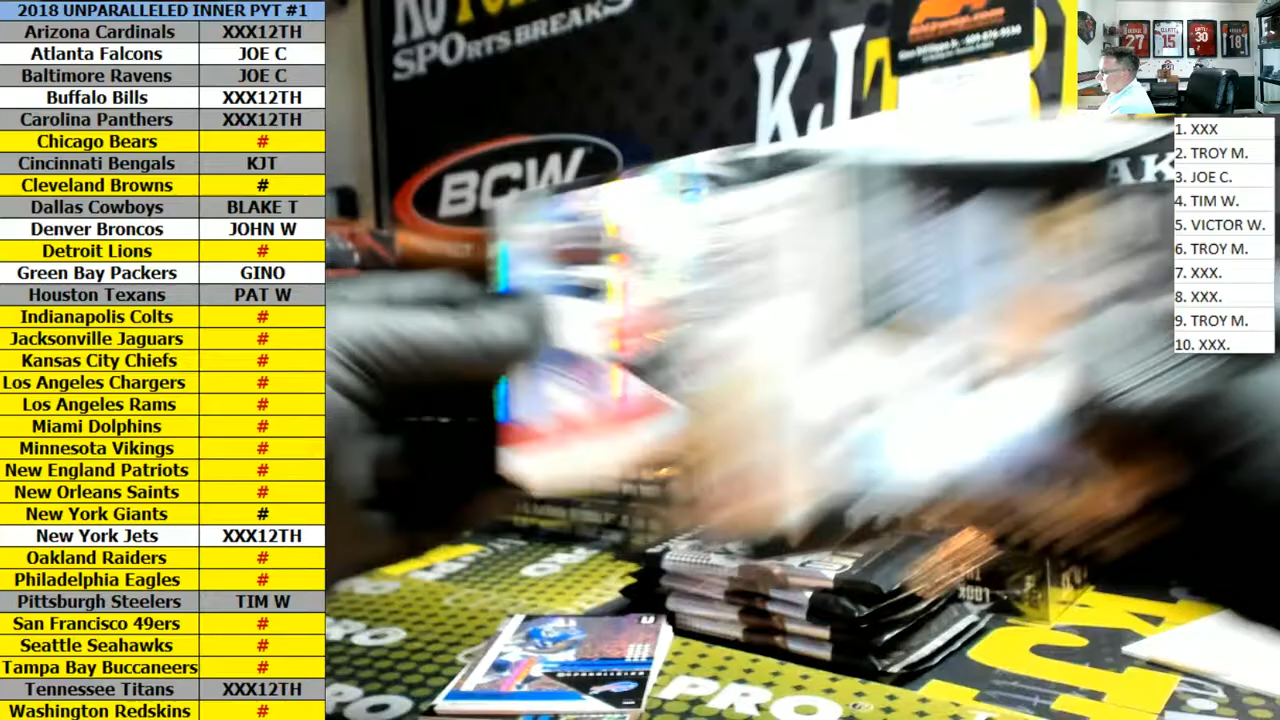 2018 UNPARALLELED INNER PYT #1
Arizona Cardinals XXX12TH
Atlanta Falcons JOE C
Baltimore Ravens JOE C
Buffalo Bills XXX12TH
Carolina Panthers XXX12TH
Chicago Bears #
Cincinnati Bengals KJT
Cleveland Browns #
Dallas Cowboys BLAKE T
Denver Broncos JOHN W
Detroit Lions #
Green Bay Packers GINO
Houston Texans PAT W
Indianapolis Colts #
Jacksonville Jaguars #
Kansas City Chiefs #
Los Angeles Chargers #
Los Angeles Rams #
Miami Dolphins #
Minnesota Vikings #
New England Patriots #
New Orleans Saints #
New York Giants #
New York Jets XXX12TH
Oakland Raiders #
Philadelphia Eagles #
Pittsburgh Steelers TIM W
San Francisco 49ers #
Seattle Seahawks #
Tampa Bay Buccaneers #
Tennessee Titans XXX12TH
Washington Redskins #
SPORTS BREAKS
BCW
KJT
27
15
30
18
1. XXX
2. TROY M.
3. JOE C.
4. TIM W.
5. VICTOR W.
6. TROY M.
7. XXX.
8. XXX.
9. TROY M.
10. XXX.
PRO
PRO